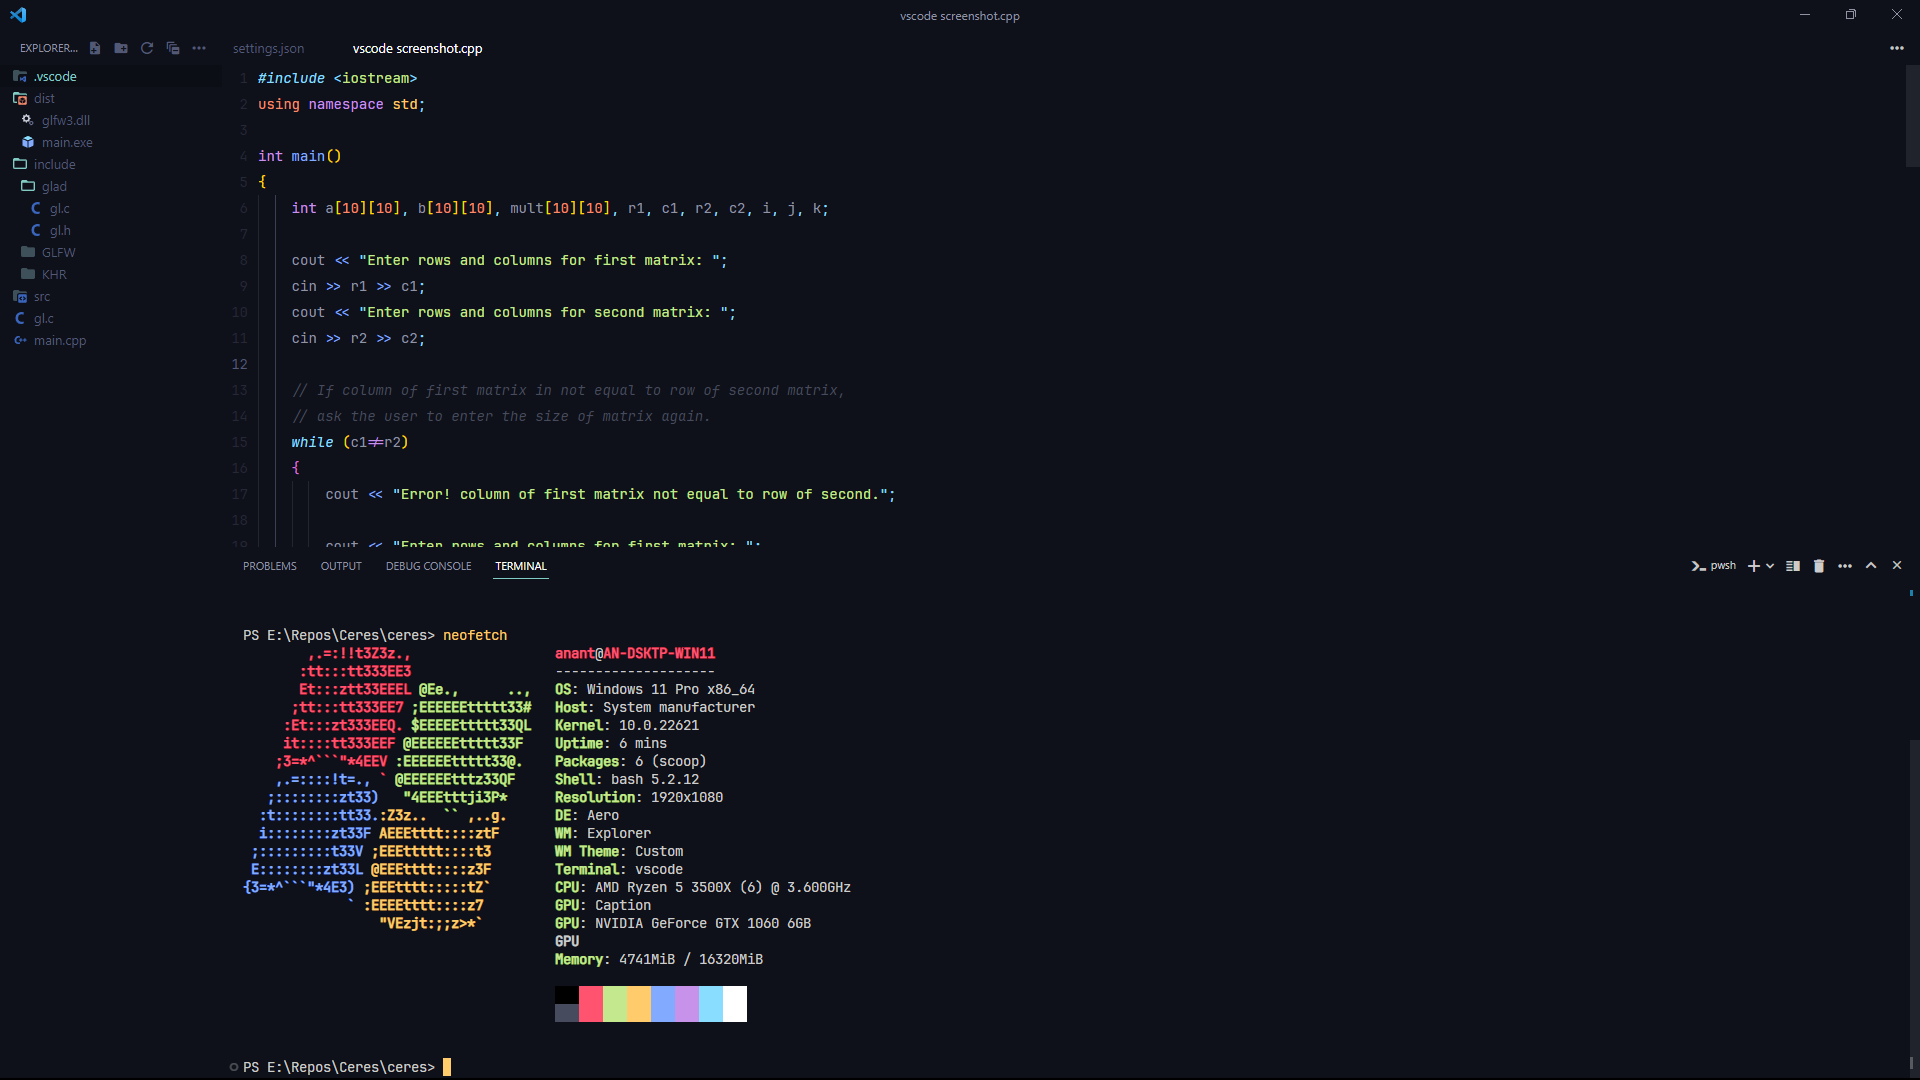 vscode screenshot.cpp
EXPLORER...
settings.json vscode screenshot.cpp
.vscode
dist
glfw3.dll
main.exe
include
glad
gl.c
gl.h
GLFW
KHR
src
gl.c
main.cpp
1 #include <iostream>
2 using namespace std;
3
4 int main()
5 {
6 int a[10][10], b[10][10], mult[10][10], r1, c1, r2, c2, i, j, k;
7
8 cout << "Enter rows and columns for first matrix: ";
9 cin >> r1 >> c1;
10 cout << "Enter rows and columns for second matrix: ";
11 cin >> r2 >> c2;
12
13 // If column of first matrix in not equal to row of second matrix,
14 // ask the user to enter the size of matrix again.
15 while (c1!=r2)
16 {
17 cout << "Error! column of first matrix not equal to row of second.";
18
19 cout << "Enter rows and columns for first matrix: ";
PROBLEMS OUTPUT DEBUG CONSOLE TERMINAL
pwsh
PS E:\Repos\Ceres\ceres> neofetch
,.=:!!t3Z3z., anant@AN-DSKTP-WIN11
:tt:::tt333EE3 --------------------
Et:::ztt33EEEL @Ee., .., OS: Windows 11 Pro x86_64
;tt:::tt333EE7 ;EEEEEEttttt33# Host: System manufacturer
:Et:::zt333EEQ. $EEEEEttttt33QL Kernel: 10.0.22621
it::::tt333EEF @EEEEEEttttt33F Uptime: 6 mins
;3=*^```"*4EEV :EEEEEEttttt33@. Packages: 6 (scoop)
,.=::::!t=., ` @EEEEEEtttz33QF Shell: bash 5.2.12
;::::::::zt33) "4EEEtttji3P* Resolution: 1920x1080
:t::::::::tt33.:Z3z.. `` ,..g. DE: Aero
i::::::::zt33F AEEEtttt::::ztF WM: Explorer
;:::::::::t33V ;EEEttttt::::t3 WM Theme: Custom
E::::::::zt33L @EEEtttt::::z3F Terminal: vscode
{3=*^```"*4E3) ;EEEtttt:::::tZ` CPU: AMD Ryzen 5 3500X (6) @ 3.600GHz
` :EEEEtttt::::z7 GPU: Caption
"VEzjt:;;z>*` GPU: NVIDIA GeForce GTX 1060 6GB
GPU
Memory: 4741MiB / 16320MiB
PS E:\Repos\Ceres\ceres>